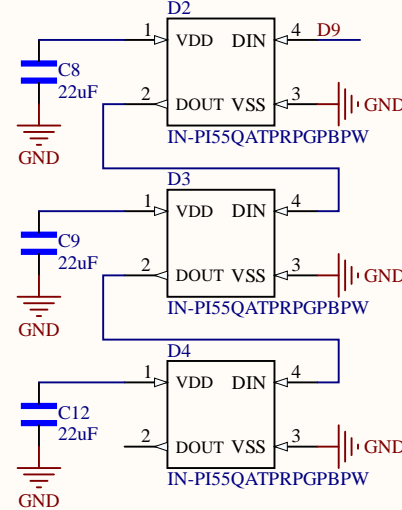 D2
1 VDD DIN 4 D9
C8
22uF
2 DOUT VSS 3 GND
IN-PI55QATPRPGPBPW
GND
D3
1 VDD DIN 4
C9
22uF
2 DOUT VSS 3 GND
IN-PI55QATPRPGPBPW
GND
D4
1 VDD DIN 4
C12
22uF
2 DOUT VSS 3 GND
IN-PI55QATPRPGPBPW
GND